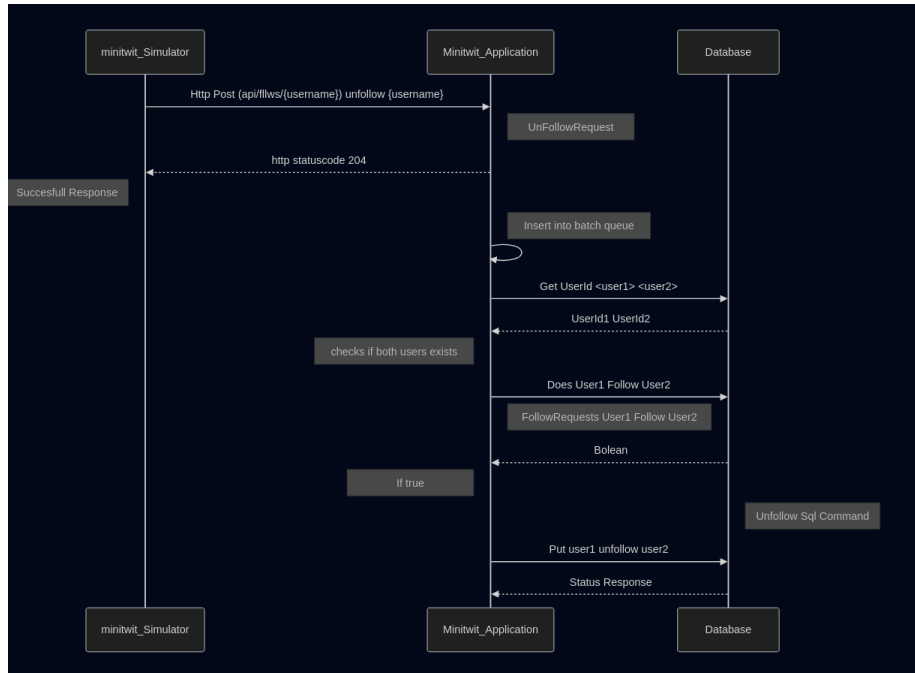 minitwit_Simulator
Minitwit_Application
Database
Http Post (api/fllws/{username}) unfollow {username}
UnFollowRequest
http statuscode 204
Succesfull Response
Insert into batch queue
Get UserId <user1> <user2>
UserId1 UserId2
checks if both users exists
Does User1 Follow User2
FollowRequests User1 Follow User2
Bolean
If true
Unfollow Sql Command
Put user1 unfollow user2
Status Response
minitwit_Simulator
Minitwit_Application
Database